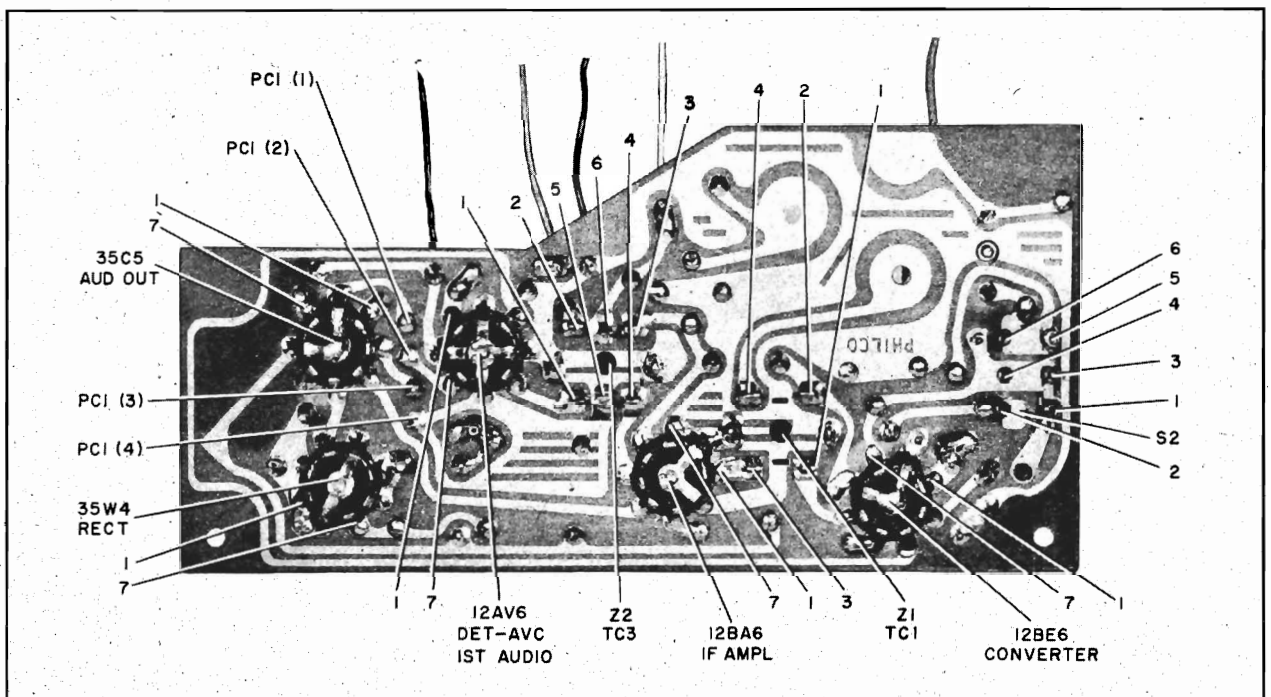 PC1 (1)
PC1 (2)
4 2 1
3
4
6
5
2
1
1
7
35C5
AUD OUT
6
5
4
3
1
S2
2
PHILCO
PC1 (3)
PC1 (4)
35W4
RECT
1
7
1 7
12AV6
DET-AVC
1ST AUDIO
Z2
TC3
12BA6
IF AMPL
7 1 3
Z1
TC1
12BE6
CONVERTER
7 1